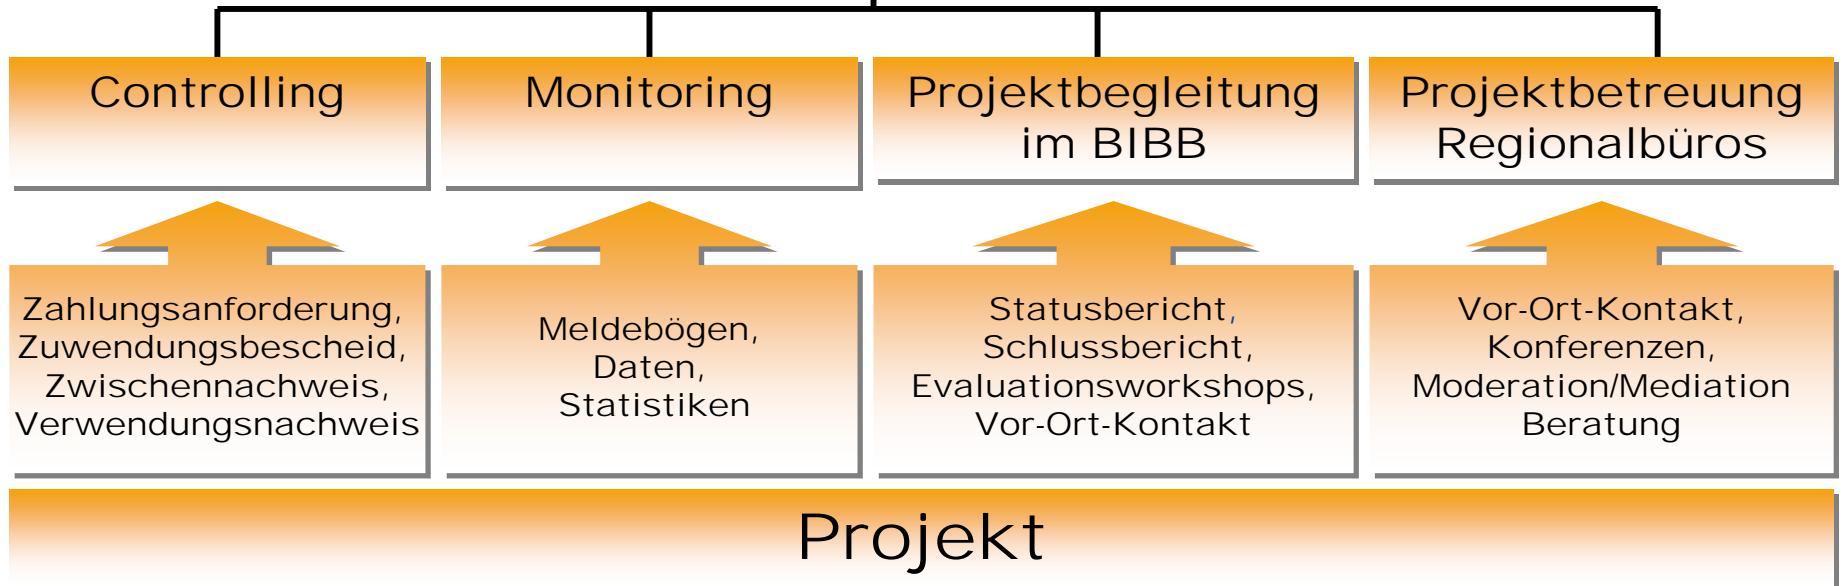 Controlling
Monitoring
Projektbegleitung
im BIBB
Projektbetreuung
Regionalbüros
Zahlungsanforderung,
Zuwendungsbescheid,
Zwischennachweis,
Verwendungsnachweis
Meldebögen,
Daten,
Statistiken
Statusbericht,
Schlussbericht,
Evaluationsworkshops,
Vor-Ort-Kontakt
Vor-Ort-Kontakt,
Konferenzen,
Moderation/Mediation
Beratung
Projekt